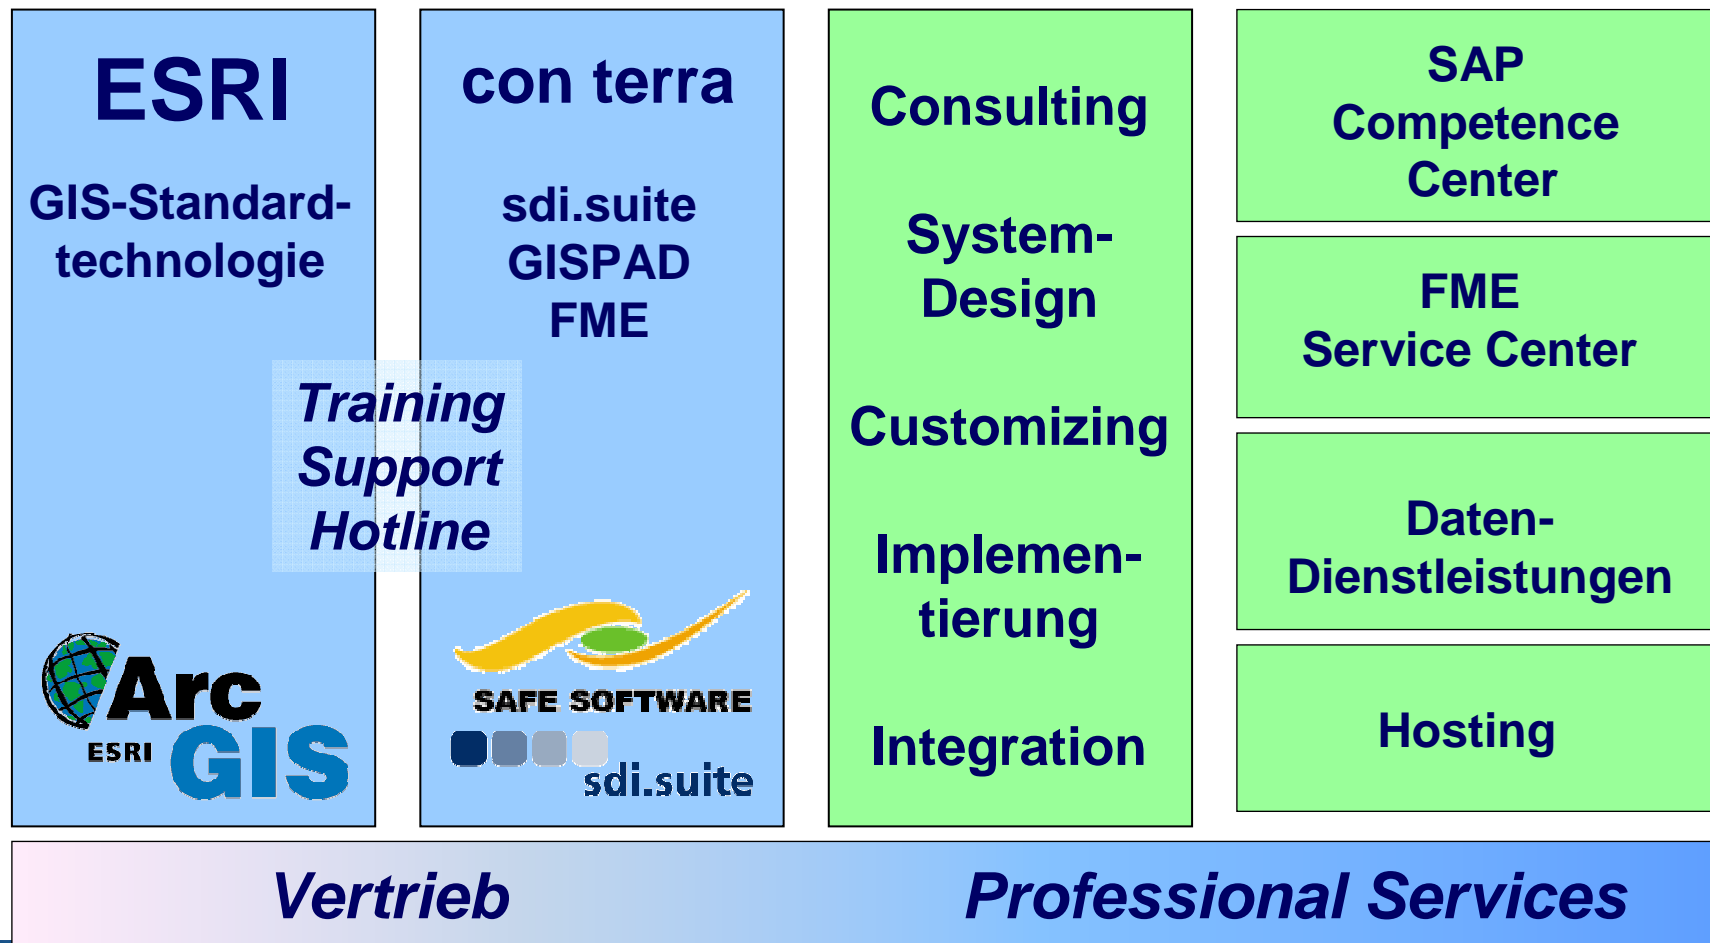 ESRI
GIS-Standard-
technologie
con terra
sdi.suite
GISPAD
FME
Training
Support
Hotline
Arc
ESRI
GIS
SAFE SOFTWARE
sdi.suite
Consulting
System-
Design
Customizing
Implemen-
tierung
Integration
SAP
Competence
Center
FME
Service Center
Daten-
Dienstleistungen
Hosting
Vertrieb
Professional Services